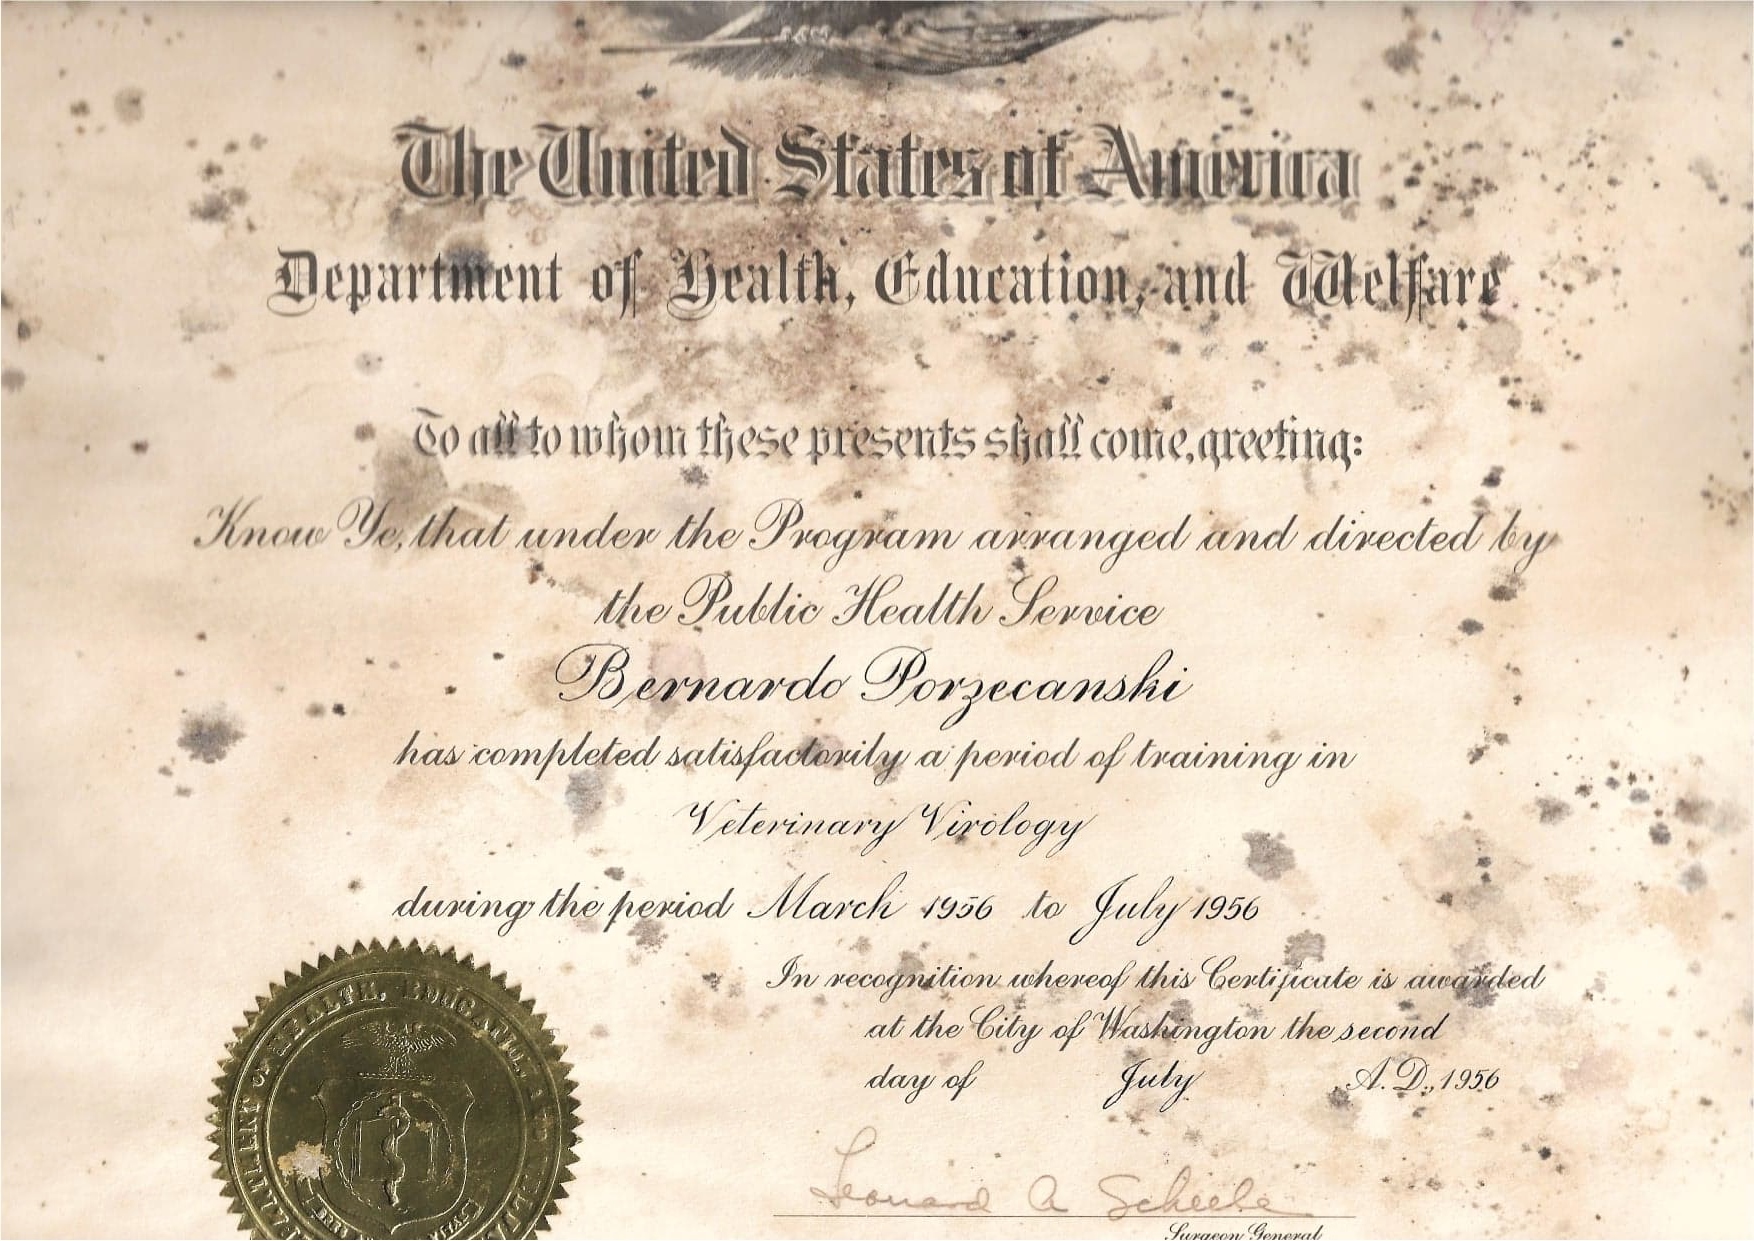 The United States of America
Department of Health, Education, and Welfare
To all to whom these presents shall come, greeting:
Know Ye, that under the Program arranged and directed by
the Public Health Service
Bernardo Porzecanski
has completed satisfactorily a period of training in
Veterinary Virology
during the period March 1956 to July 1956
In recognition whereof this Certificate is awarded
at the City of Washington the second
day of July A. D., 1956
Leonard A Scheele
Surgeon General
OF HEALTH, EDUCATION, AND